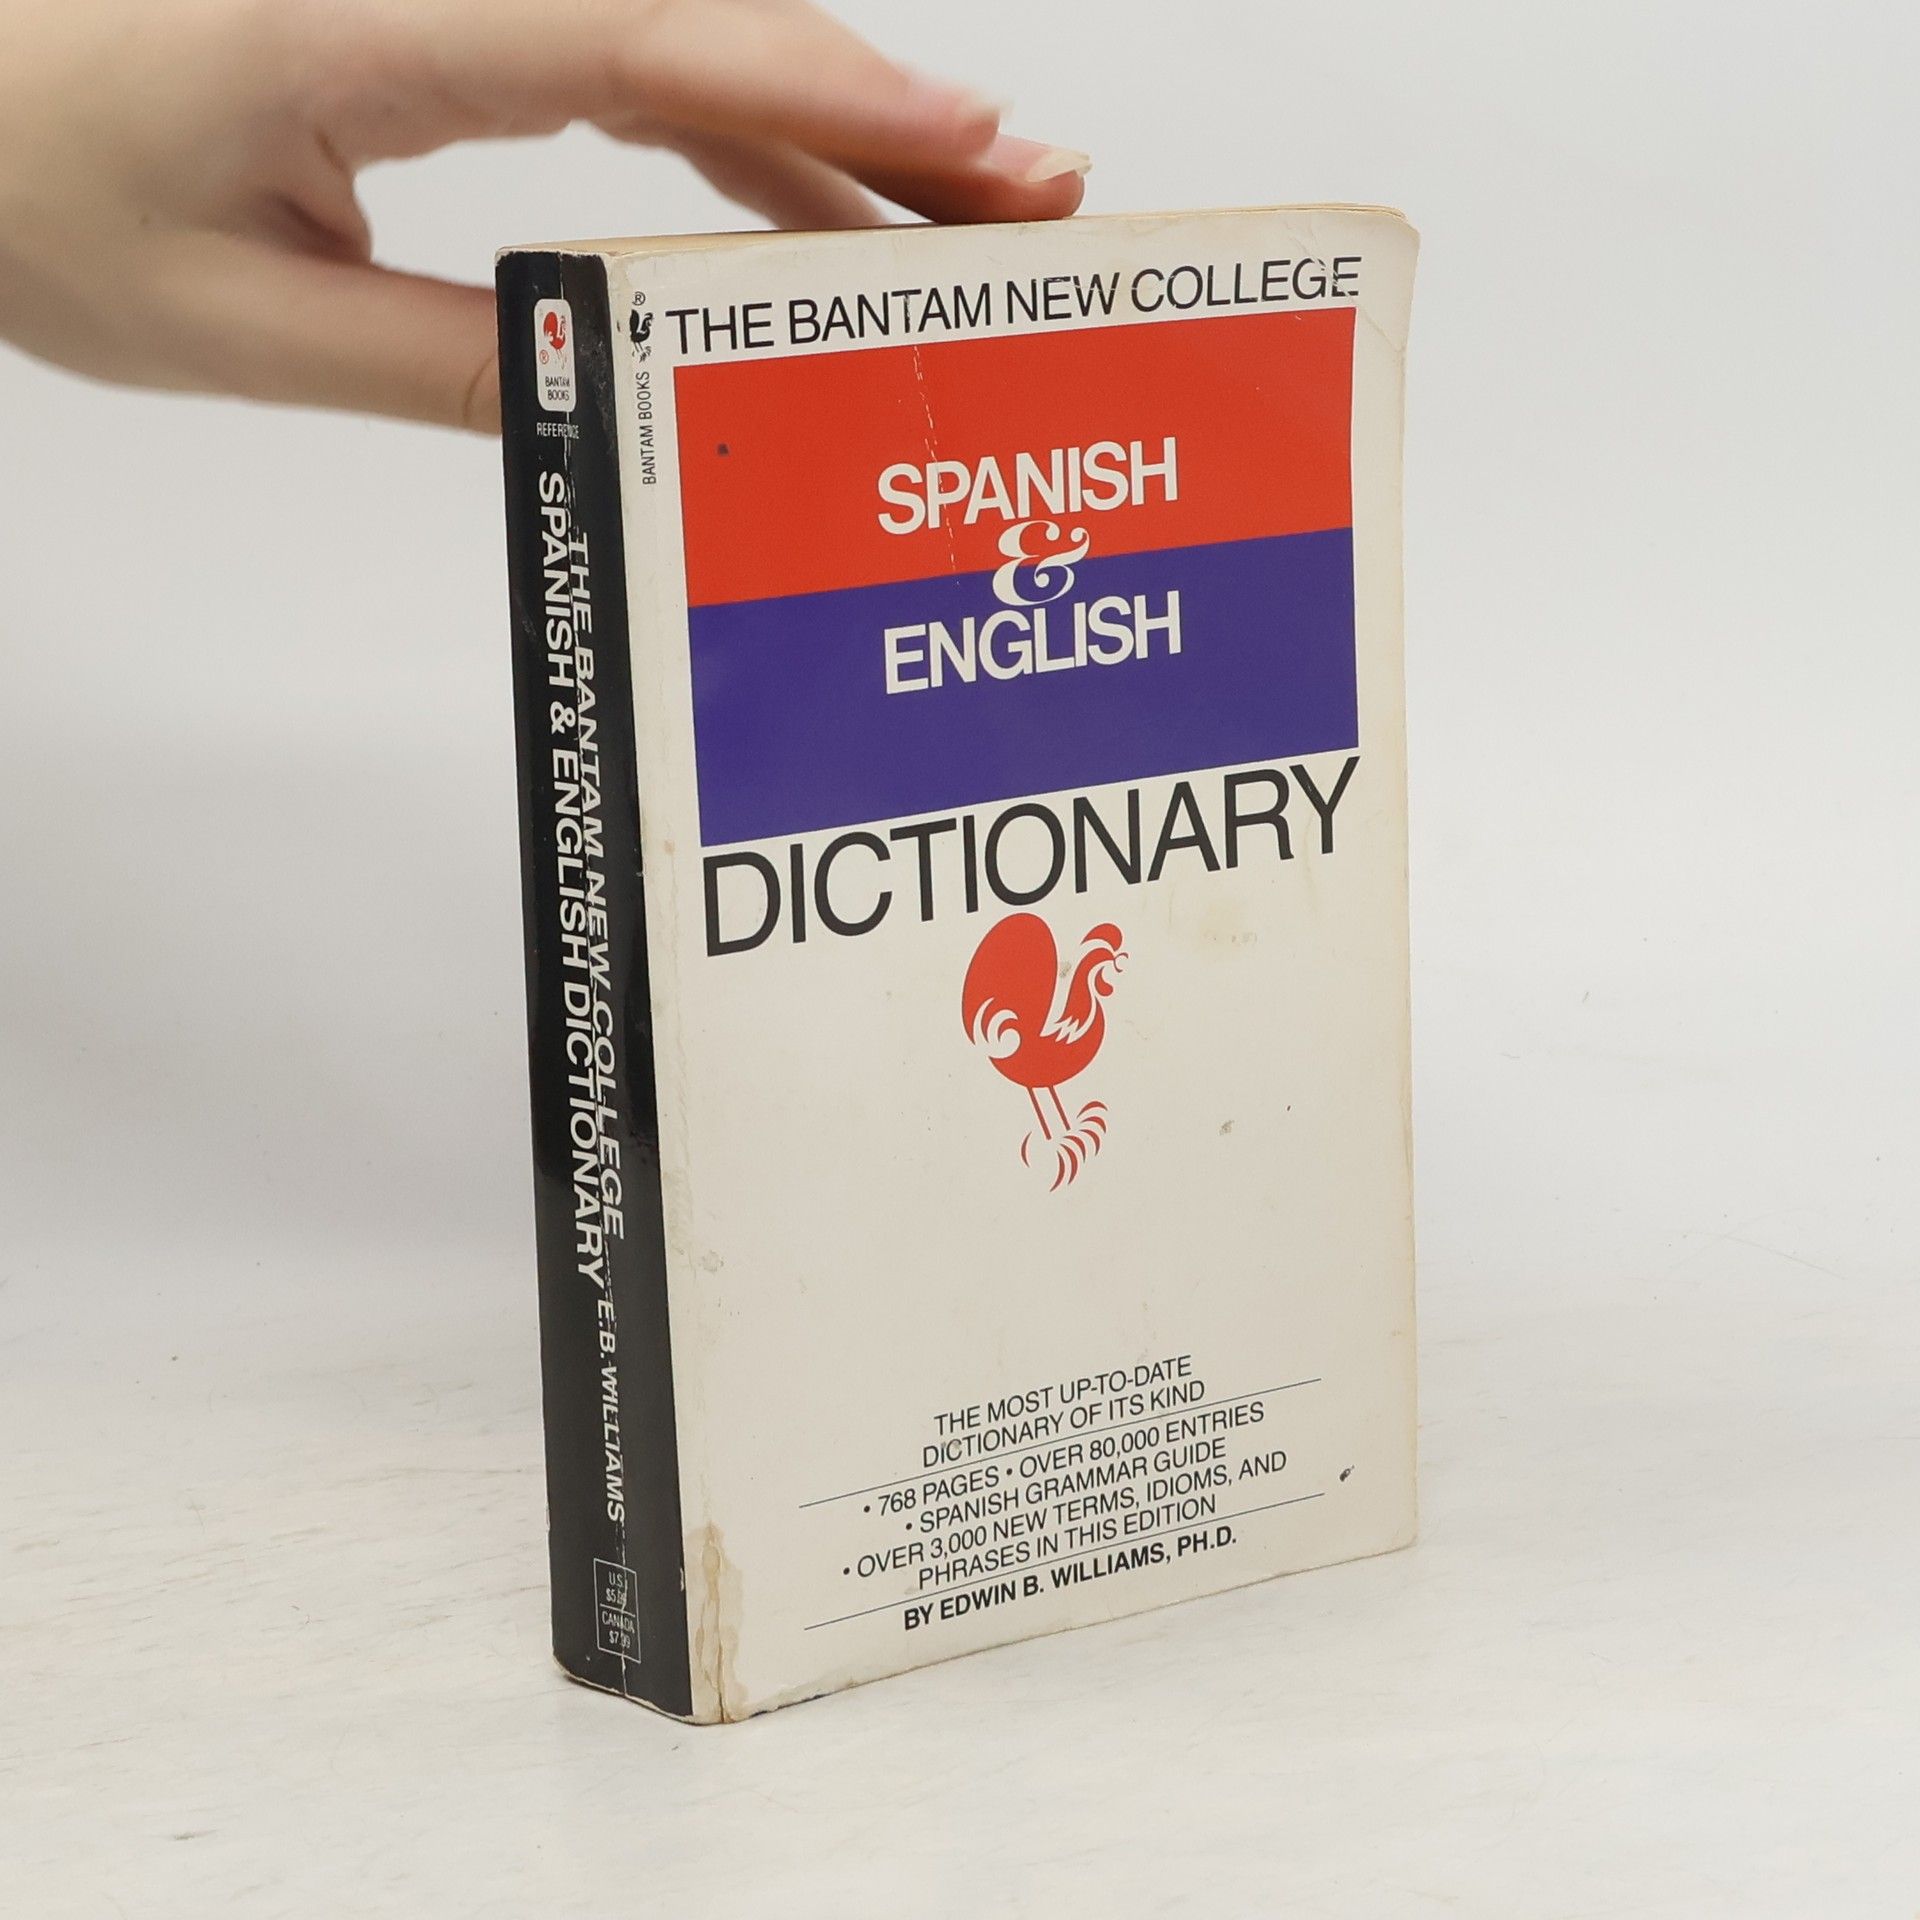 BANTAM
BOOKS
REFERENCE
THE BANTAM NEW COLLEGE
SPANISH & ENGLISH DICTIONARY
E.B. WILLIAMS
U.S.
CANADA
$7.99
®
BANTAM BOOKS
THE BANTAM NEW COLLEGE
SPANISH
&
ENGLISH
DICTIONARY
THE MOST UP-TO-DATE
DICTIONARY OF ITS KIND
• 768 PAGES • OVER 80,000 ENTRIES
• SPANISH GRAMMAR GUIDE
• OVER 3,000 NEW TERMS, IDIOMS, AND
PHRASES IN THIS EDITION
BY EDWIN B. WILLIAMS, PH.D.